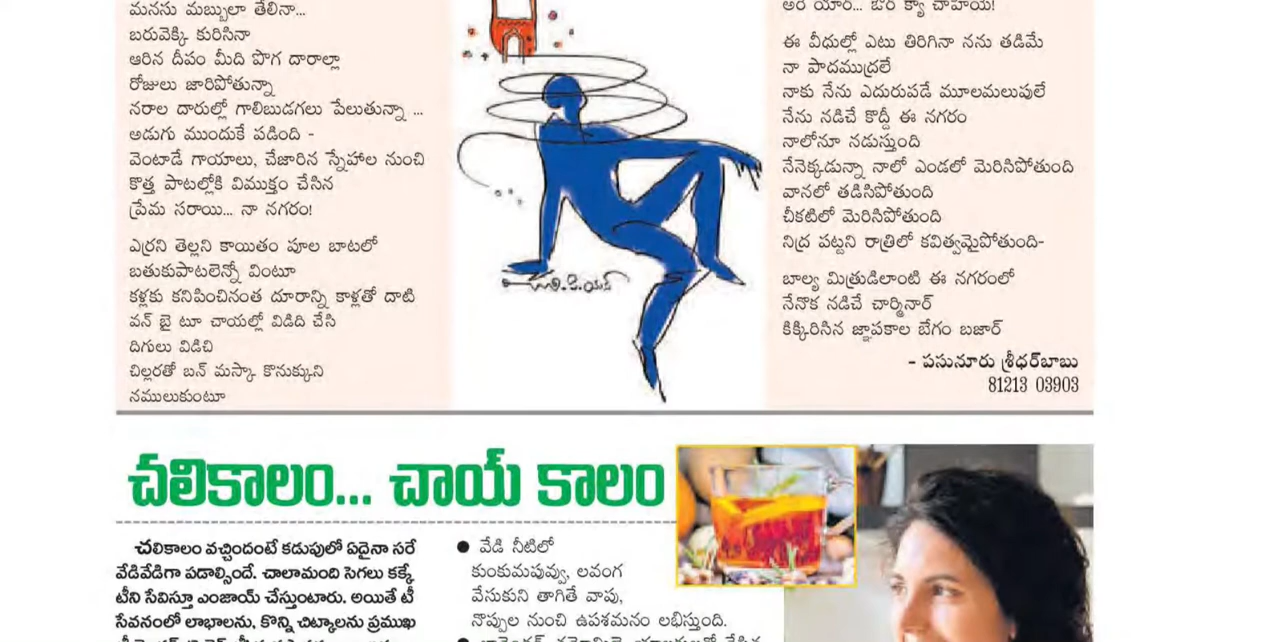 మనసు మబ్బులా తేలినా...
బరువెక్కి కురిసినా
ఆరిన దీపం మీది పొగ దారాల్లా
రోజులు జారిపోతున్నా
నరాల దారుల్లో గాలిబుడగలు పేలుతున్నా ...
అడుగు ముందుకే పడింది -
వెంటాడే గాయాలు, చేజారిన స్నేహాల నుంచి
కొత్త పాటల్లోకి విముక్తం చేసిన
ప్రేమ సరాయి... నా నగరం!
ఎర్రని తెల్లని కాయితం పూల బాటలో
బతుకుపాటలెన్నో వింటూ
కళ్లకు కనిపించినంత దూరాన్ని కాళ్లతో దాటి
వన్ బై టూ చాయల్లో విడిది చేసి
దిగులు విడిచి
చిల్లరతో బన్ మస్కా కొనుక్కుని
నములుకుంటూ
ఈ వీధుల్లో ఎటు తిరిగినా నను తడిమే
నా పాదముద్రలే
నాకు నేను ఎదురుపడే మూలమలుపులే
నేను నడిచే కొద్దీ ఈ నగరం
నాలోనూ నడుస్తుంది
నేనెక్కడున్నా నాలో ఎండలో మెరిసిపోతుంది
వానలో తడిసిపోతుంది
చీకటిలో మెరిసిపోతుంది
నిద్ర పట్టని రాత్రిలో కవిత్వమైపోతుంది-
బాల్య మిత్రుడిలాంటి ఈ నగరంలో
నేనొక నడిచే చార్మినార్
కిక్కిరిసిన జ్ఞాపకాల బేగం బజార్
- పసునూరు శ్రీధర్‌బాబు
81213 03903
చలికాలం... చాయ్ కాలం
చలికాలం వచ్చిందంటే కడుపులో ఏదైనా సరే
వేడివేడిగా పడాల్సిందే. చాలామంది సెగలు కక్కే
టీని సేవిస్తూ ఎంజాయ్ చేస్తుంటారు. అయితే టీ
సేవనంలో లాభాలను, కొన్ని చిట్కాలను ప్రముఖ
● వేడి నీటిలో
కుంకుమపువ్వు, లవంగ
వేసుకుని తాగితే వాపు,
నొప్పుల నుంచి ఉపశమనం లభిస్తుంది.